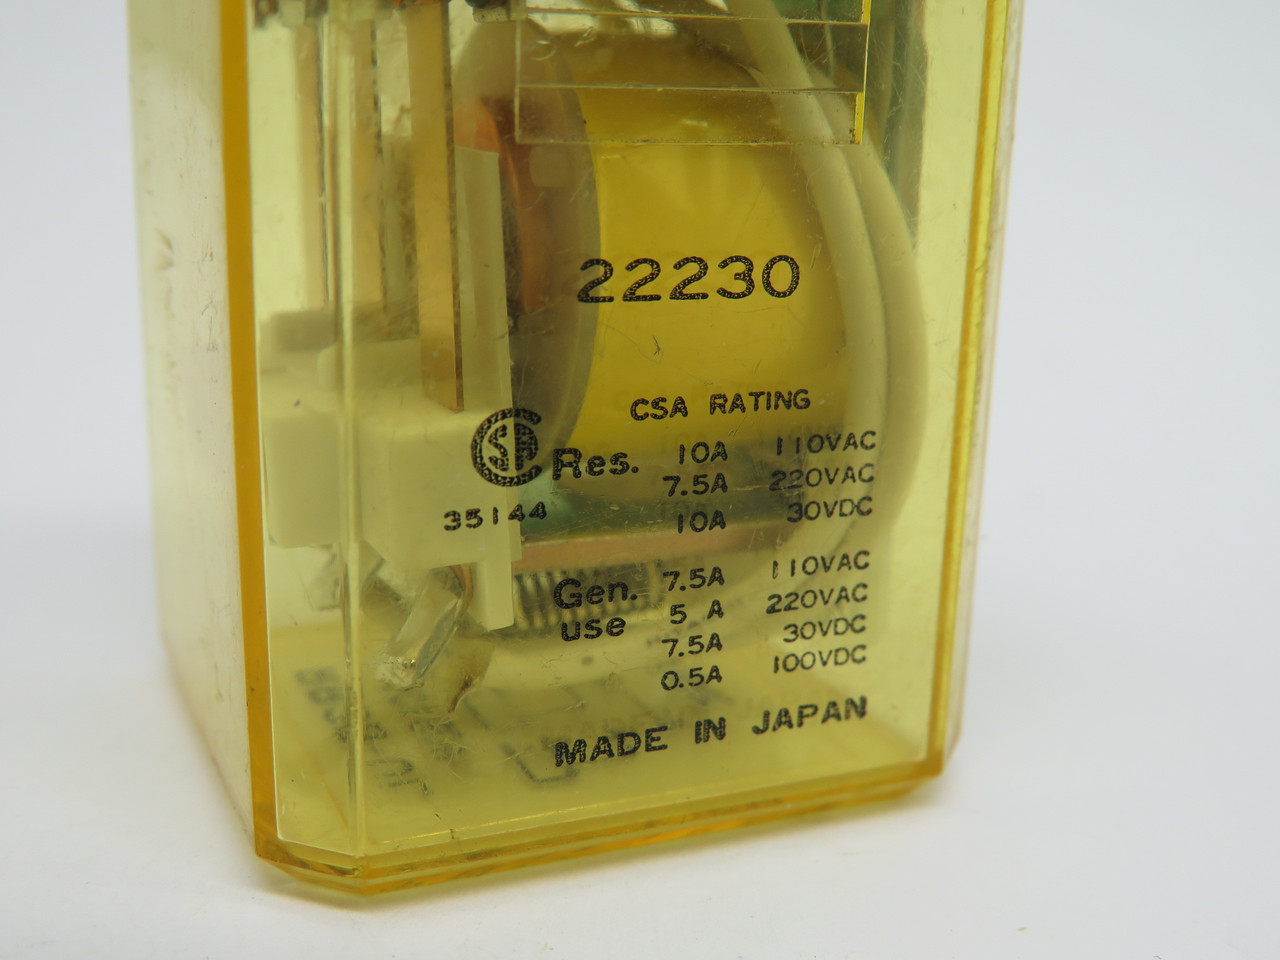 22230
CSA RATING
Res. 10A 110VAC
7.5A 220VAC
10A 30VDC
35144
Gen. use 7.5A 110VAC
5 A 220VAC
7.5A 30VDC
0.5A 100VDC
MADE IN JAPAN